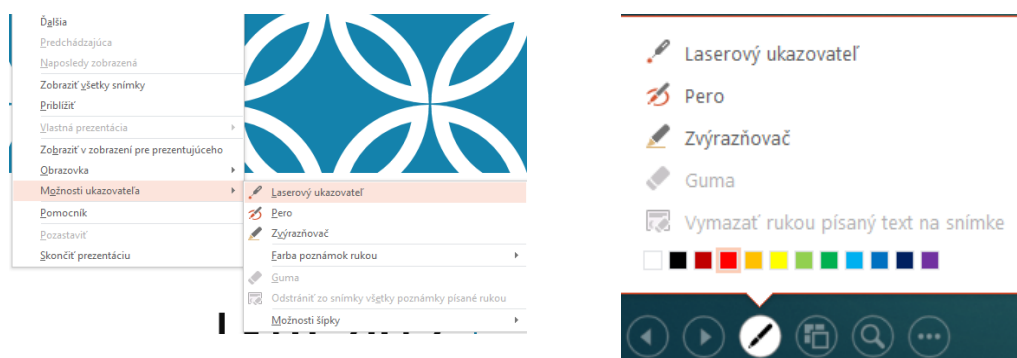 Ďalšia
Predchádzajúca
Naposledy zobrazená
Zobraziť všetky snímky
Priblížiť
Vlastná prezentácia
Zobraziť v zobrazení pre prezentujúceho
Obrazovka
Možnosti ukazovateľa
Pomocník
Pozastaviť
Skončiť prezentáciu
Laserový ukazovateľ
Pero
Zvýrazňovač
Farba poznámok rukou
Guma
Odstrániť zo snímky všetky poznámky písané rukou
Možnosti šípky
Laserový ukazovateľ
Pero
Zvýrazňovač
Guma
Vymazať rukou písaný text na snímke